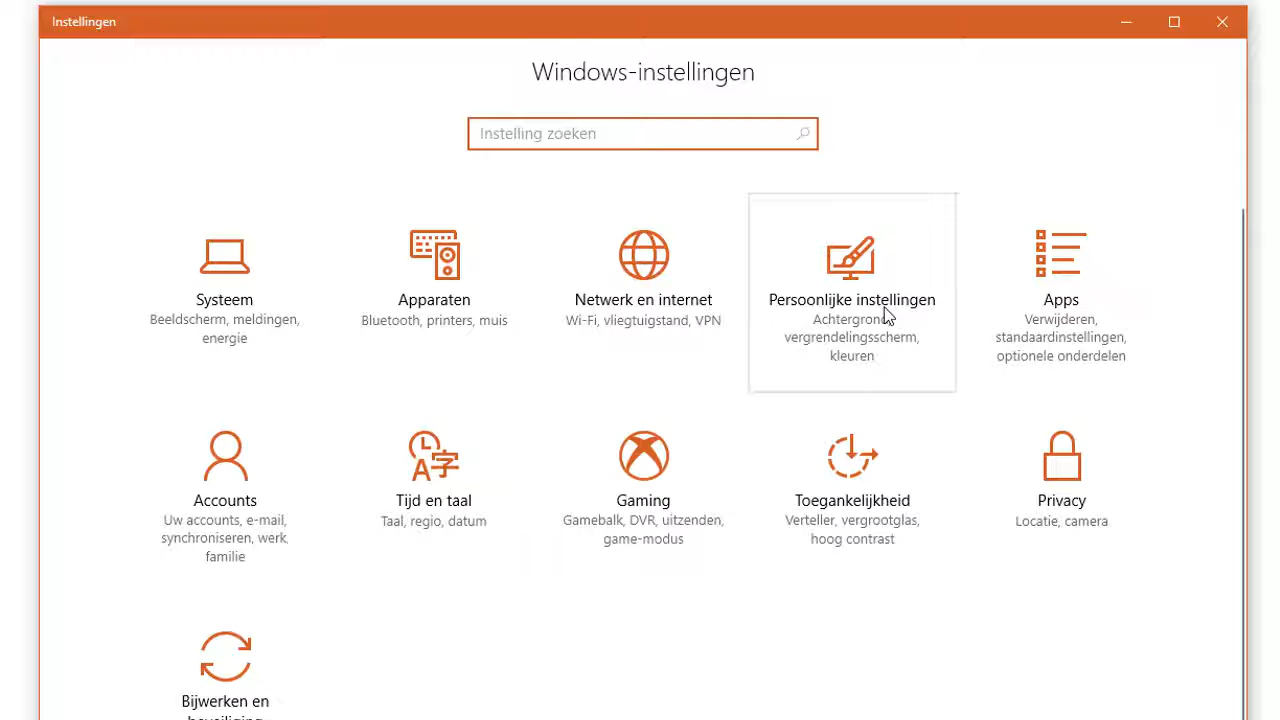 Instellingen
Windows-instellingen
Instelling zoeken
Systeem
Beeldscherm, meldingen,
energie
Apparaten
Bluetooth, printers, muis
Netwerk en internet
Wi-Fi, vliegtuigstand, VPN
Persoonlijke instellingen
Achtergrond,
vergrendelingsscherm,
kleuren
Apps
Verwijderen,
standaardinstellingen,
optionele onderdelen
Accounts
Uw accounts, e-mail,
synchroniseren, werk,
familie
Tijd en taal
Taal, regio, datum
Gaming
Gamebalk, DVR, uitzenden,
game-modus
Toegankelijkheid
Verteller, vergrootglas,
hoog contrast
Privacy
Locatie, camera
Bijwerken en
beveiliging